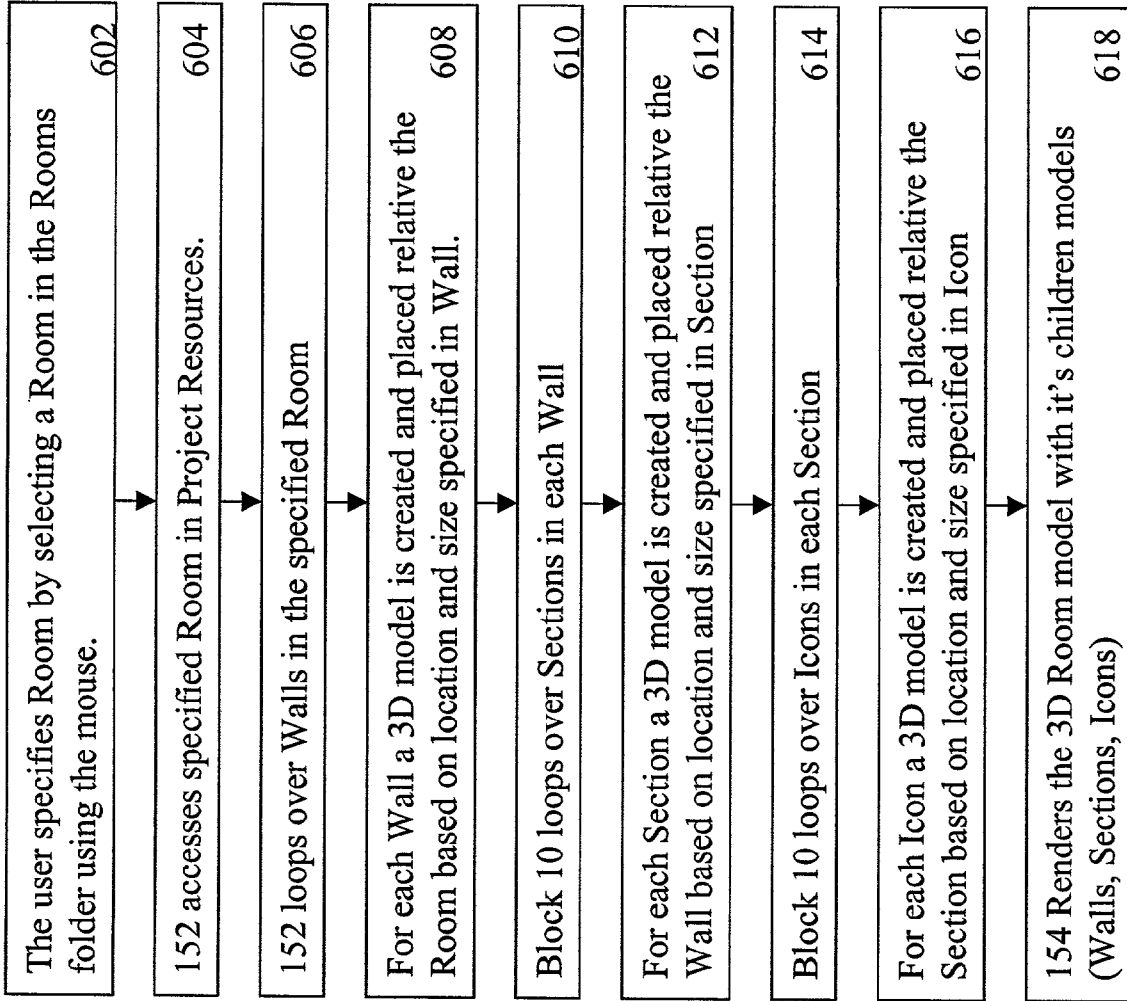 The user specifies Room by selecting a Room in the Rooms
folder using the mouse. 602
152 accesses specified Room in Project Resources. 604
152 loops over Walls in the specified Room 606
For each Wall a 3D model is created and placed relative the
Room based on location and size specified in Wall. 608
Block 10 loops over Sections in each Wall 610
For each Section a 3D model is created and placed relative the
Wall based on location and size specified in Section 612
Block 10 loops over Icons in each Section 614
For each Icon a 3D model is created and placed relative the
Section based on location and size specified in Icon 616
154 Renders the 3D Room model with it's children models
(Walls, Sections, Icons) 618